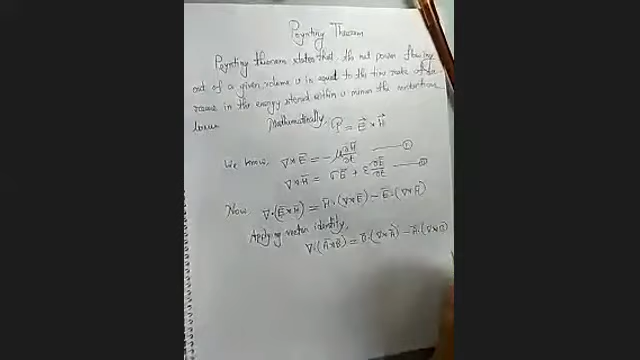 Poynting Theorem
Poynting theorem states that the net power flowing
out of a given volume v is equal to the time rate of de-
crease in the energy stored within v minus the conduction
losses
Mathematically, P = E⃗ × H⃗
We know, ∇×E̅ = -μ ∂H̅/∂t —— ①
∇×H̅ = σE̅ + ε ∂E̅/∂t —— ②
Now ∇·(E̅×H̅) = H̅·(∇×E̅) - E̅·(∇×H̅)
Applying vector identity,
∇·(A̅×B̅) = B̅·(∇×A̅) - A̅·(∇×B̅)